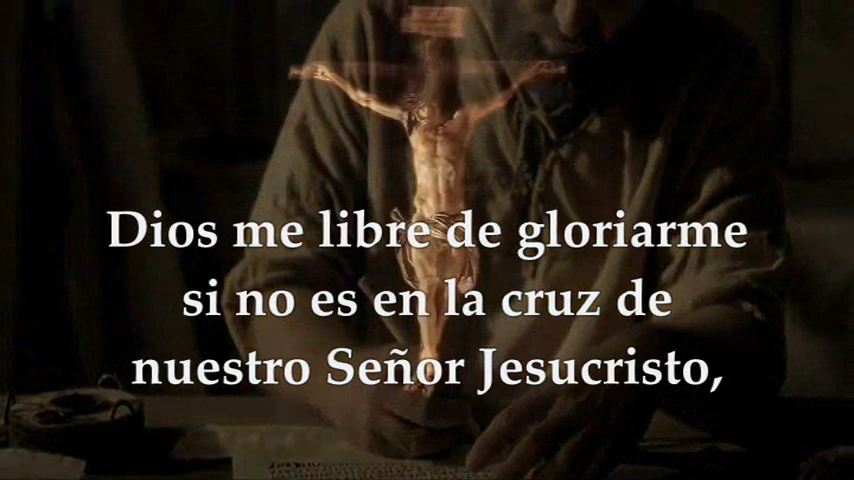 Dios me libre de gloriarme
si no es en la cruz de
nuestro Señor Jesucristo,